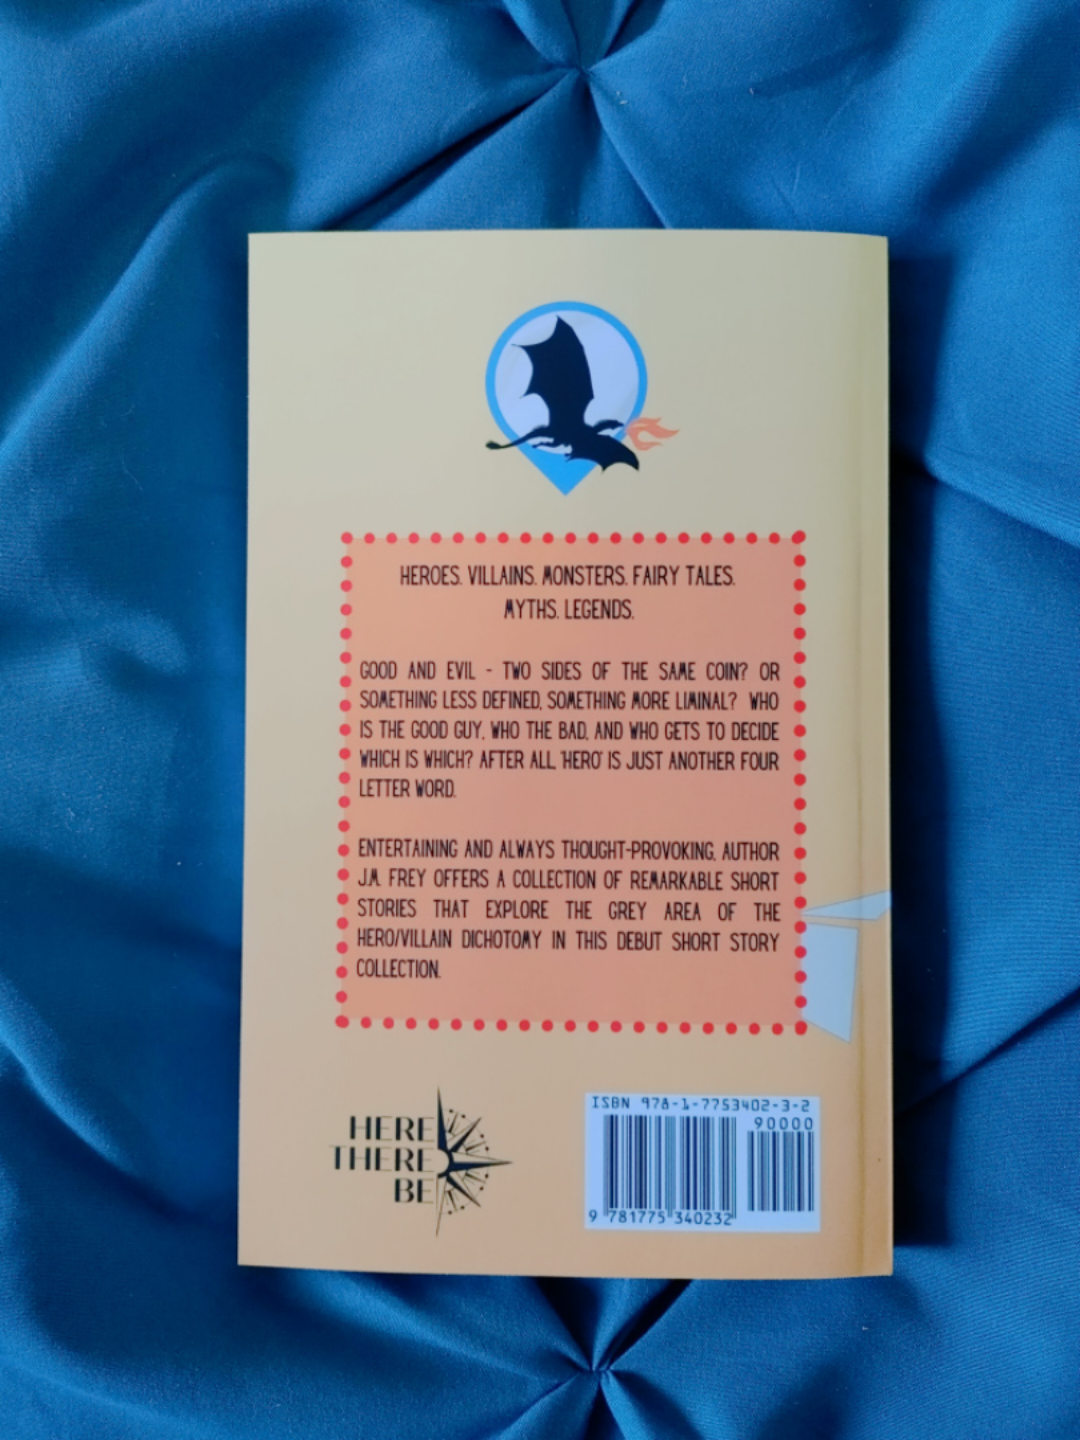 HEROES. VILLAINS. MONSTERS. FAIRY TALES.
MYTHS. LEGENDS.
GOOD AND EVIL - TWO SIDES OF THE SAME COIN? OR
SOMETHING LESS DEFINED, SOMETHING MORE LIMINAL? WHO
IS THE GOOD GUY, WHO THE BAD, AND WHO GETS TO DECIDE
WHICH IS WHICH? AFTER ALL, 'HERO' IS JUST ANOTHER FOUR
LETTER WORD.
ENTERTAINING AND ALWAYS THOUGHT-PROVOKING, AUTHOR
J.M. FREY OFFERS A COLLECTION OF REMARKABLE SHORT
STORIES THAT EXPLORE THE GREY AREA OF THE
HERO/VILLAIN DICHOTOMY IN THIS DEBUT SHORT STORY
COLLECTION.
HERE
THERE
BE
ISBN 978-1-7753402-3-2
90000
9 781775 340232